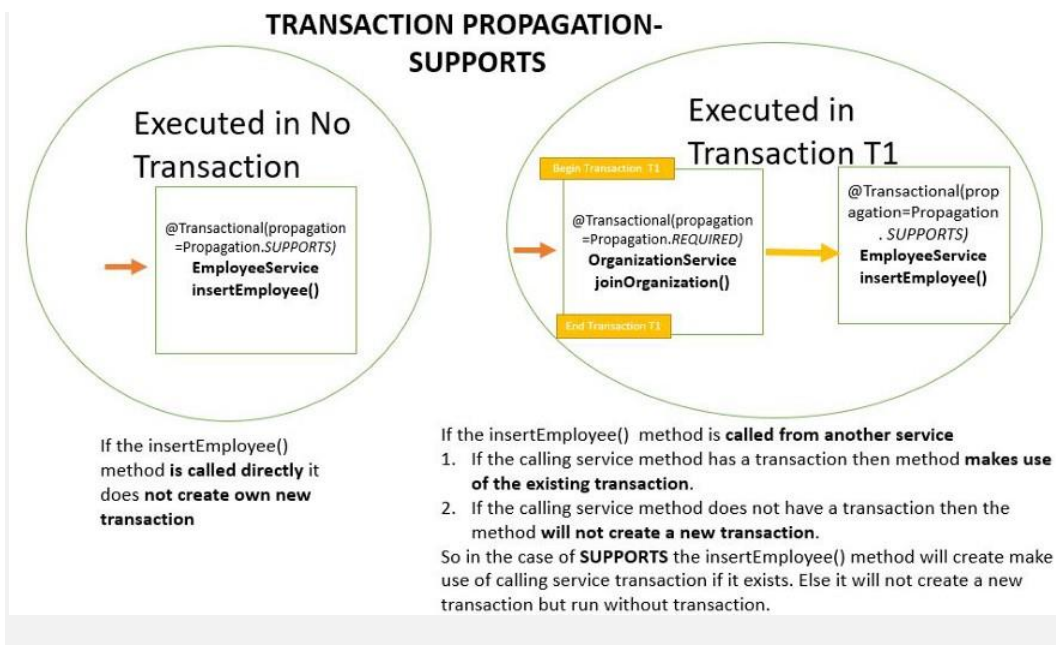 TRANSACTION PROPAGATION-
SUPPORTS
Executed in No
Transaction
@Transactional(propagation
=Propagation.SUPPORTS)
EmployeeService
insertEmployee()
Executed in
Transaction T1
Begin Transaction T1
@Transactional(propagation
=Propagation.REQUIRED)
OrganizationService
joinOrganization()
End Transaction T1
@Transactional(prop
agation=Propagation
. SUPPORTS)
EmployeeService
insertEmployee()
If the insertEmployee()
method is called directly it
does not create own new
transaction
If the insertEmployee() method is called from another service
1. If the calling service method has a transaction then method makes use
of the existing transaction.
2. If the calling service method does not have a transaction then the
method will not create a new transaction.
So in the case of SUPPORTS the insertEmployee() method will create make
use of calling service transaction if it exists. Else it will not create a new
transaction but run without transaction.